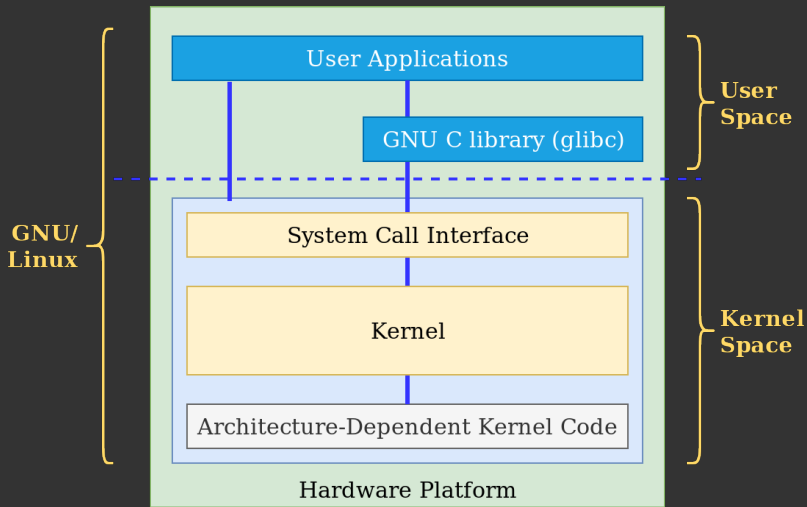 User Applications
User
Space
GNU C library (glibc)
GNU/
Linux
System Call Interface
Kernel
Kernel
Space
Architecture-Dependent Kernel Code
Hardware Platform